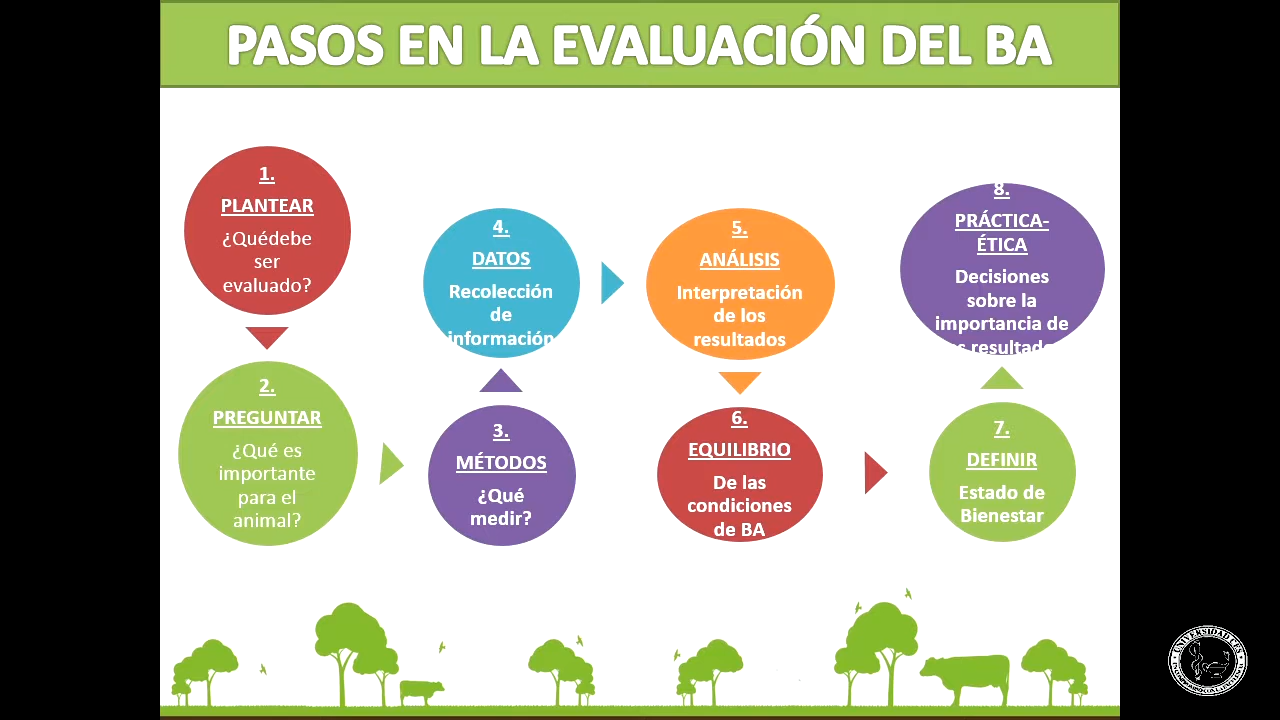 PASOS EN LA EVALUACIÓN DEL BA
1.
PLANTEAR
¿Quédebe
ser
evaluado?
2.
PREGUNTAR
¿Qué es
importante
para el
animal?
3.
MÉTODOS
¿Qué
medir?
4.
DATOS
Recolección
de
información
5.
ANÁLISIS
Interpretación
de los
resultados
6.
EQUILIBRIO
De las
condiciones
de BA
7.
DEFINIR
Estado de
Bienestar
8.
PRÁCTICA-
ÉTICA
Decisiones
sobre la
importancia de
resultado